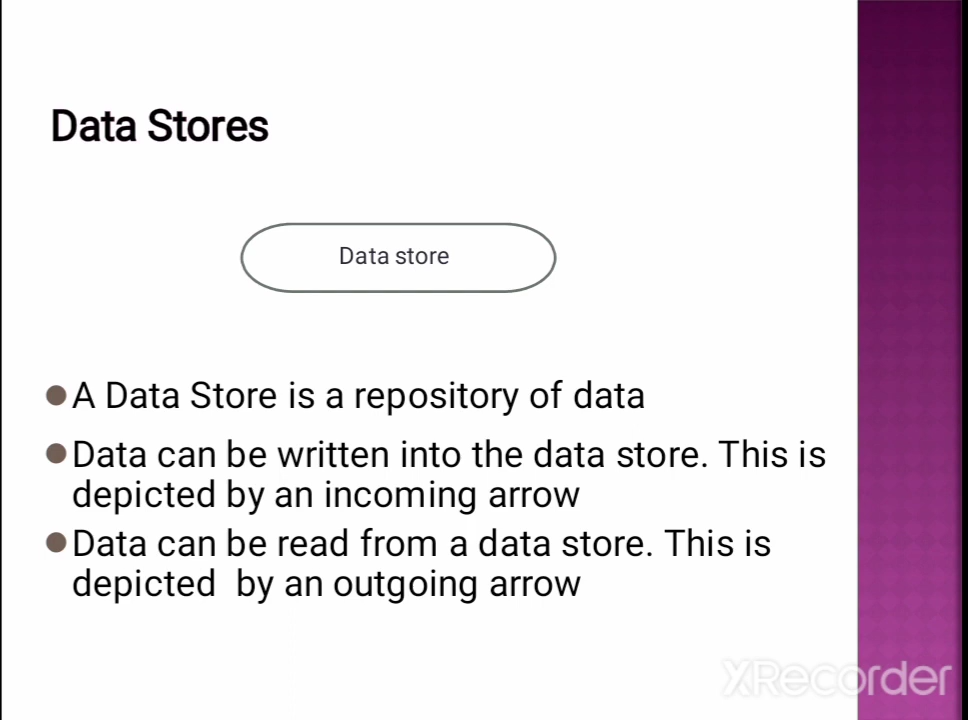 Data Stores
Data store
A Data Store is a repository of data
Data can be written into the data store. This is
depicted by an incoming arrow
Data can be read from a data store. This is
depicted by an outgoing arrow
XRecorder